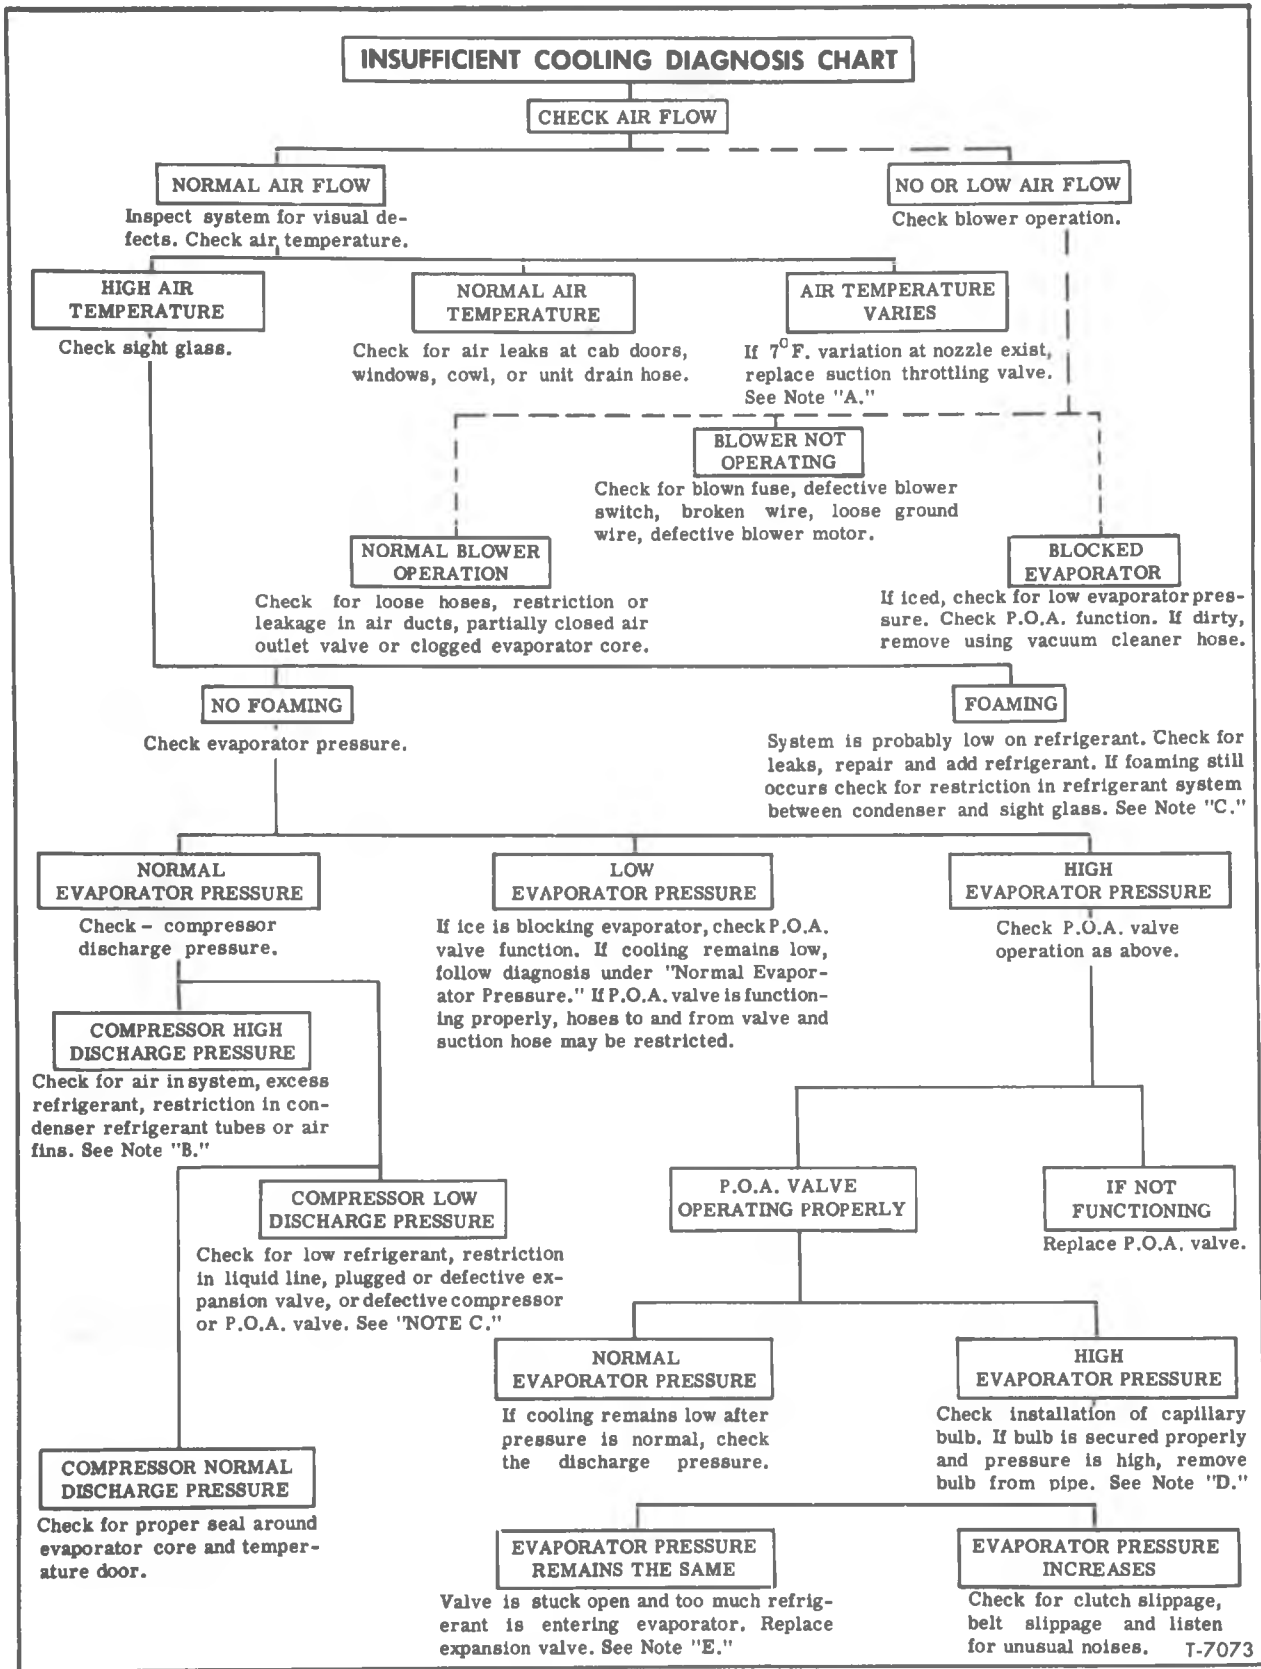 INSUFFICIENT COOLING DIAGNOSIS CHART
CHECK AIR FLOW
NORMAL AIR FLOW
Inspect system for visual de-
fects. Check air temperature.
NO OR LOW AIR FLOW
Check blower operation.
HIGH AIR
TEMPERATURE
Check sight glass.
NORMAL AIR
TEMPERATURE
Check for air leaks at cab doors,
windows, cowl, or unit drain hose.
AIR TEMPERATURE
VARIES
If 7° F. variation at nozzle exist,
replace suction throttling valve.
See Note "A."
BLOWER NOT
OPERATING
Check for blown fuse, defective blower
switch, broken wire, loose ground
wire, defective blower motor.
NORMAL BLOWER
OPERATION
Check for loose hoses, restriction or
leakage in air ducts, partially closed air
outlet valve or clogged evaporator core.
BLOCKED
EVAPORATOR
If iced, check for low evaporator pres-
sure. Check P.O.A. function. If dirty,
remove using vacuum cleaner hose.
NO FOAMING
Check evaporator pressure.
FOAMING
System is probably low on refrigerant. Check for
leaks, repair and add refrigerant. If foaming still
occurs check for restriction in refrigerant system
between condenser and sight glass. See Note "C."
NORMAL
EVAPORATOR PRESSURE
Check - compressor
discharge pressure.
LOW
EVAPORATOR PRESSURE
If ice is blocking evaporator, check P.O.A.
valve function. If cooling remains low,
follow diagnosis under "Normal Evapor-
ator Pressure." If P.O.A. valve is function-
ing properly, hoses to and from valve and
suction hose may be restricted.
HIGH
EVAPORATOR PRESSURE
Check P.O.A. valve
operation as above.
COMPRESSOR HIGH
DISCHARGE PRESSURE
Check for air in system, excess
refrigerant, restriction in con-
denser refrigerant tubes or air
fins. See Note "B."
COMPRESSOR LOW
DISCHARGE PRESSURE
Check for low refrigerant, restriction
in liquid line, plugged or defective ex-
pansion valve, or defective compressor
or P.O.A. valve. See "NOTE C."
P.O.A. VALVE
OPERATING PROPERLY
IF NOT
FUNCTIONING
Replace P.O.A. valve.
NORMAL
EVAPORATOR PRESSURE
If cooling remains low after
pressure is normal, check
the discharge pressure.
HIGH
EVAPORATOR PRESSURE
Check installation of capillary
bulb. If bulb is secured properly
and pressure is high, remove
bulb from pipe. See Note "D."
COMPRESSOR NORMAL
DISCHARGE PRESSURE
Check for proper seal around
evaporator core and temper-
ature door.
EVAPORATOR PRESSURE
REMAINS THE SAME
Valve is stuck open and too much refrig-
erant is entering evaporator. Replace
expansion valve. See Note "E."
EVAPORATOR PRESSURE
INCREASES
Check for clutch slippage,
belt slippage and listen
for unusual noises.
T-7073